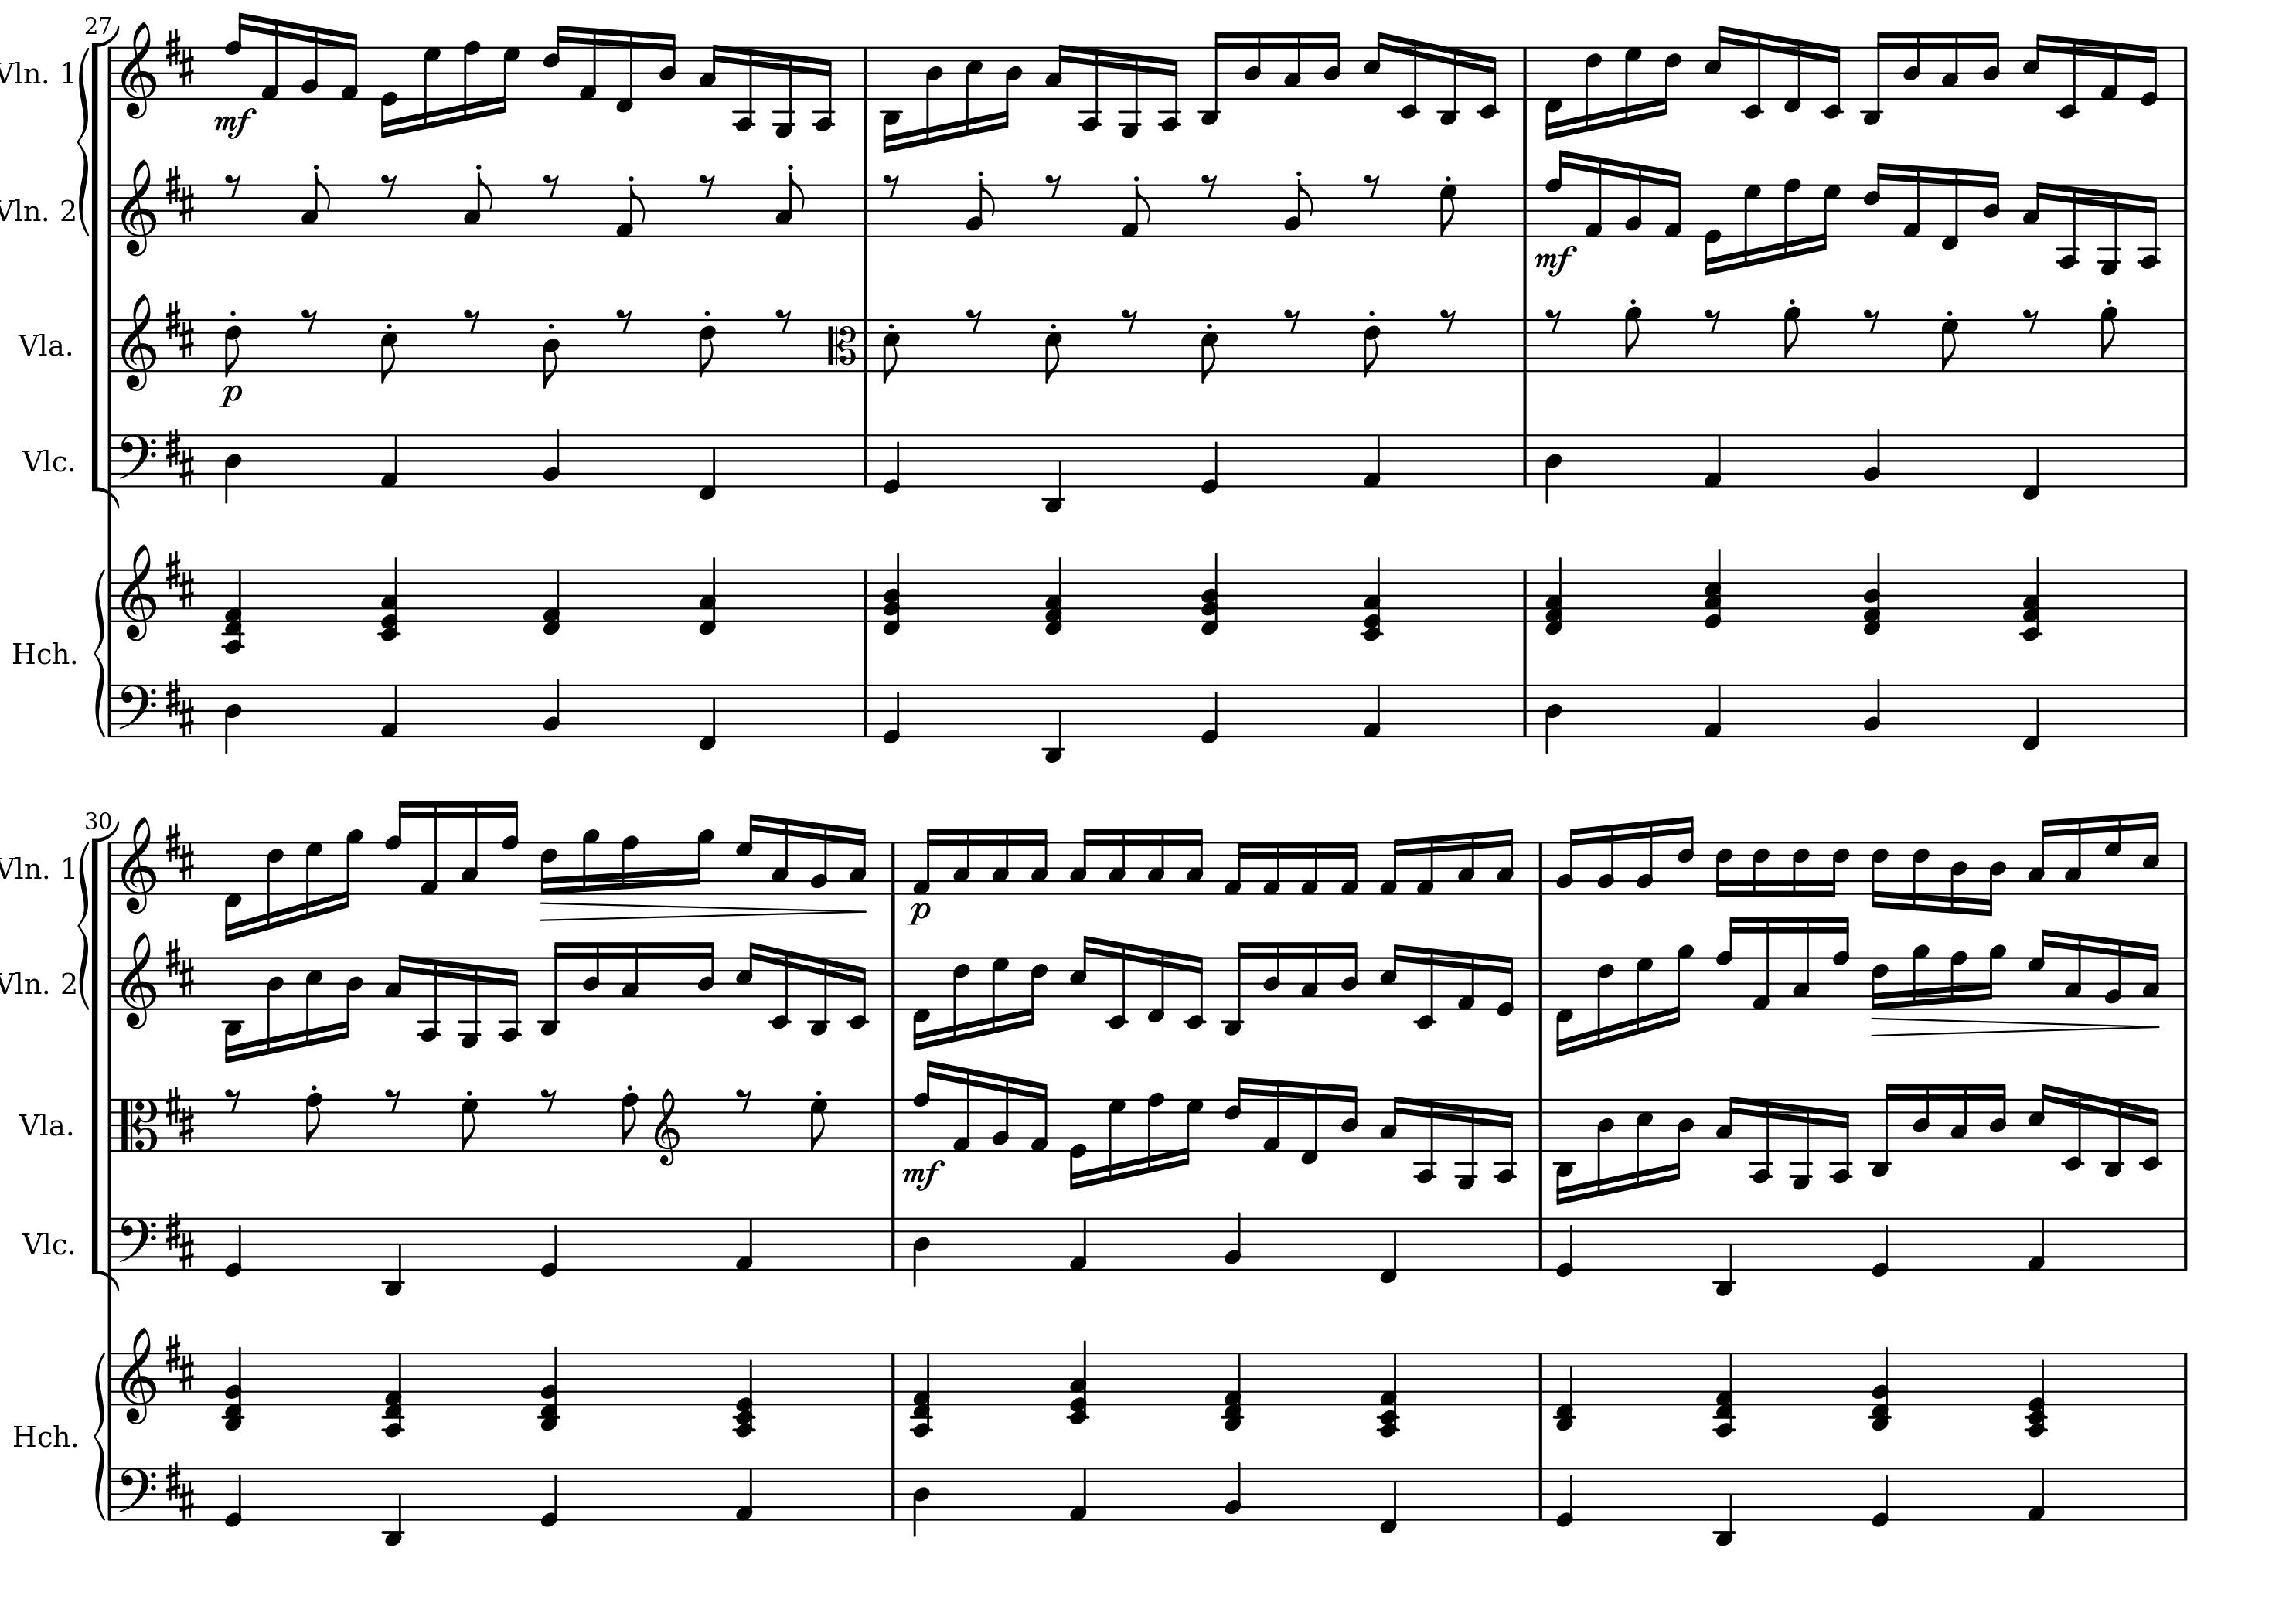 27
Vln. 1
mf
Vln. 2
mf
Vla.
p
Vlc.
Hch.
30
Vln. 1
p
Vln. 2
Vla.
mf
Vlc.
Hch.